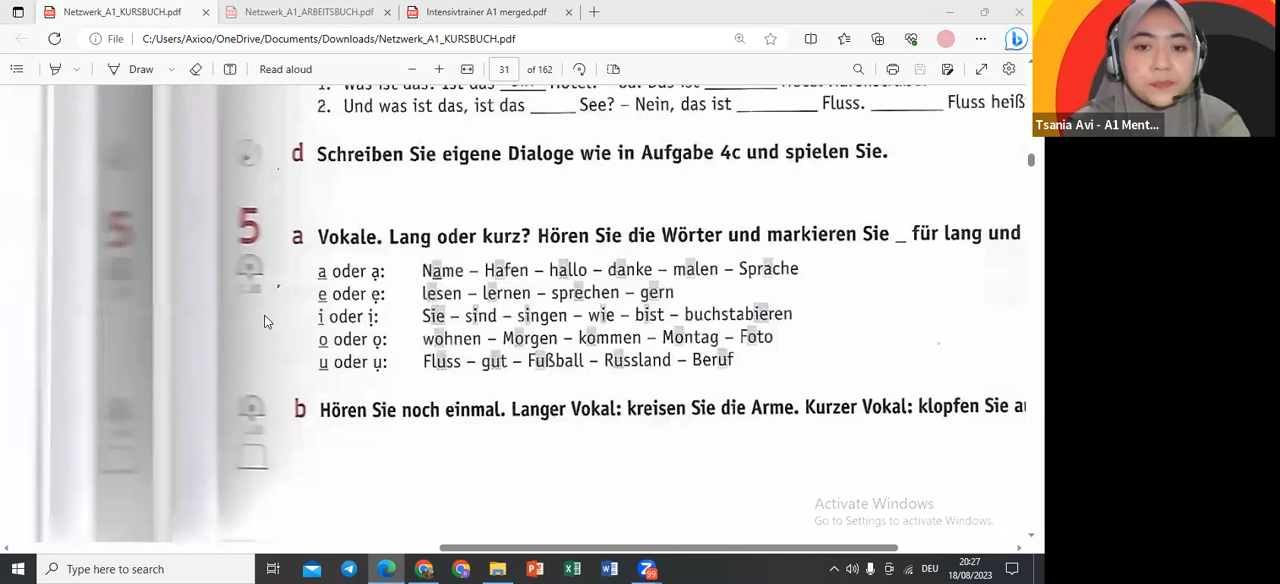 Netzwerk_A1_KURSBUCH.pdf
Netzwerk_A1_ARBEITSBUCH.pdf
Intensivtrainer A1 merged.pdf
File
C:/Users/Axioo/OneDrive/Documents/Downloads/Netzwerk_A1_KURSBUCH.pdf
Draw
Read aloud
31 of 162
2. Und was ist das, ist das _____ See? – Nein, das ist _________ Fluss. ________ Fluss heiß
d Schreiben Sie eigene Dialoge wie in Aufgabe 4c und spielen Sie.
5 a Vokale. Lang oder kurz? Hören Sie die Wörter und markieren Sie _ für lang und
5
a̲ oder ạ: Name – Hafen – hallo – danke – malen – Sprache
e̲ oder ẹ: lesen – lernen – sprechen – gern
i̲ oder ị: Sie – sind – singen – wie – bist – buchstabieren
o̲ oder ọ: wohnen – Morgen – kommen – Montag – Foto
u̲ oder ụ: Fluss – gut – Fußball – Russland – Beruf
b Hören Sie noch einmal. Langer Vokal: kreisen Sie die Arme. Kurzer Vokal: klopfen Sie au
Tsania Avi - A1 Ment...
Activate Windows
Go to Settings to activate Windows.
Type here to search
99
DEU
20:27
18/08/2023